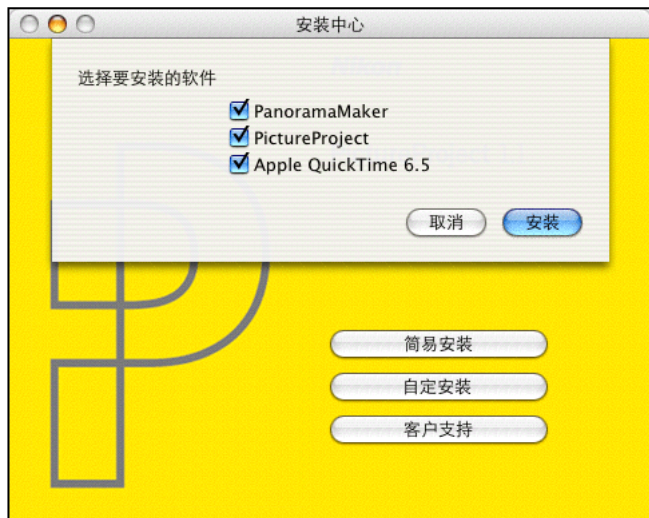 安装中心
选择要安装的软件
PanoramaMaker
PictureProject
Apple QuickTime 6.5
取消
安装
简易安装
自定安装
客户支持